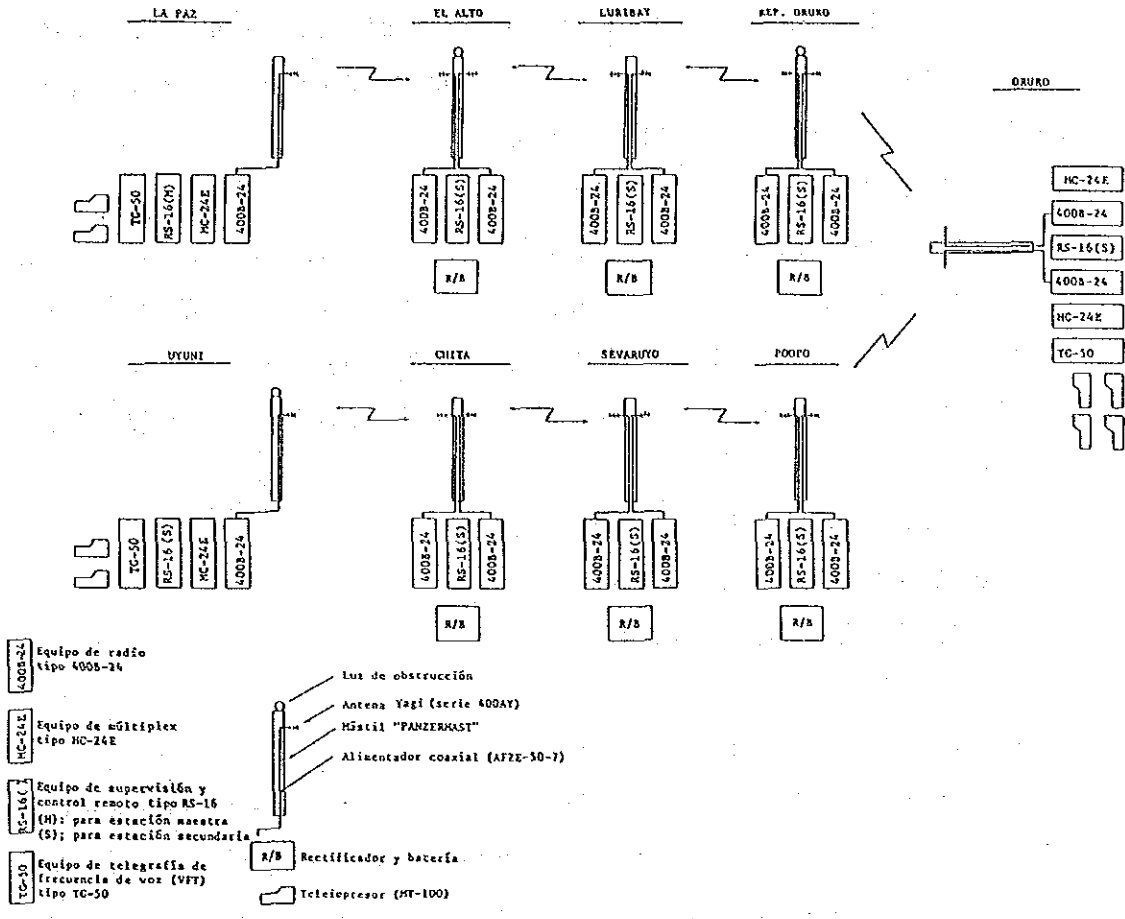 LA PAZ
EL ALTO
LURIBAY
REP. ORURO
ORURO
TG-50
RS-16(M)
MC-24E
400B-24
400B-24
RS-16(S)
400B-24
400B-24
RS-16(S)
400B-24
400B-24
RS-16(S)
400B-24
R/B
R/B
R/B
MC-24E
400B-24
RS-16(S)
400B-24
MC-24E
TG-50
UYUNI
CHITA
SEVARUYO
POOPO
TG-50
RS-16(S)
MC-24E
400B-24
400B-24
RS-16(S)
400B-24
400B-24
RS-16(S)
400B-24
400B-24
RS-16(S)
400B-24
R/B
R/B
R/B
400B-24
Equipo de radio
tipo 400B-24
MC-24E
Equipo de múltiplex
tipo MC-24E
RS-16( )
Equipo de supervisión y
control remoto tipo RS-16
(M): para estación maestra
(S); para estación secundaria
TG-50
Equipo de telegrafía de
frecuencia de voz (VFT)
tipo TG-50
Luz de obstrucción
Antena Yagi (serie 400AY)
Mástil "PANZERMAST"
Alimentador coaxial (AF2E-50-7)
R/B
Rectificador y batería
Teleimpresor (MT-100)